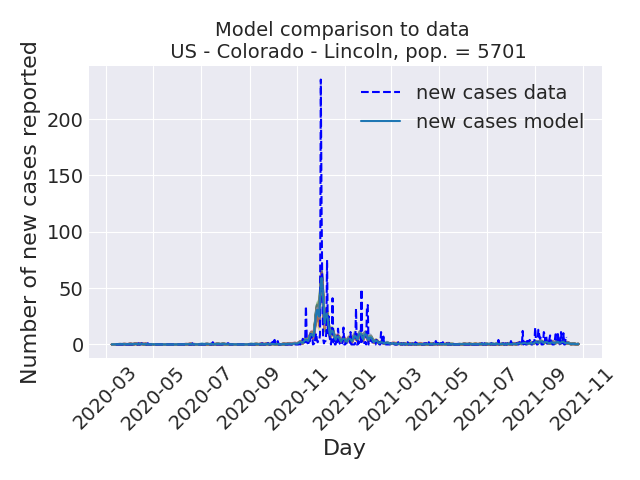 Model comparison to data
US - Colorado - Lincoln, pop. = 5701
Number of new cases reported
200
150
100
50
0
new cases data
new cases model
2020-03
2020-05
2020-07
2020-09
2020-11
2021-01
2021-03
2021-05
2021-07
2021-09
2021-11
Day